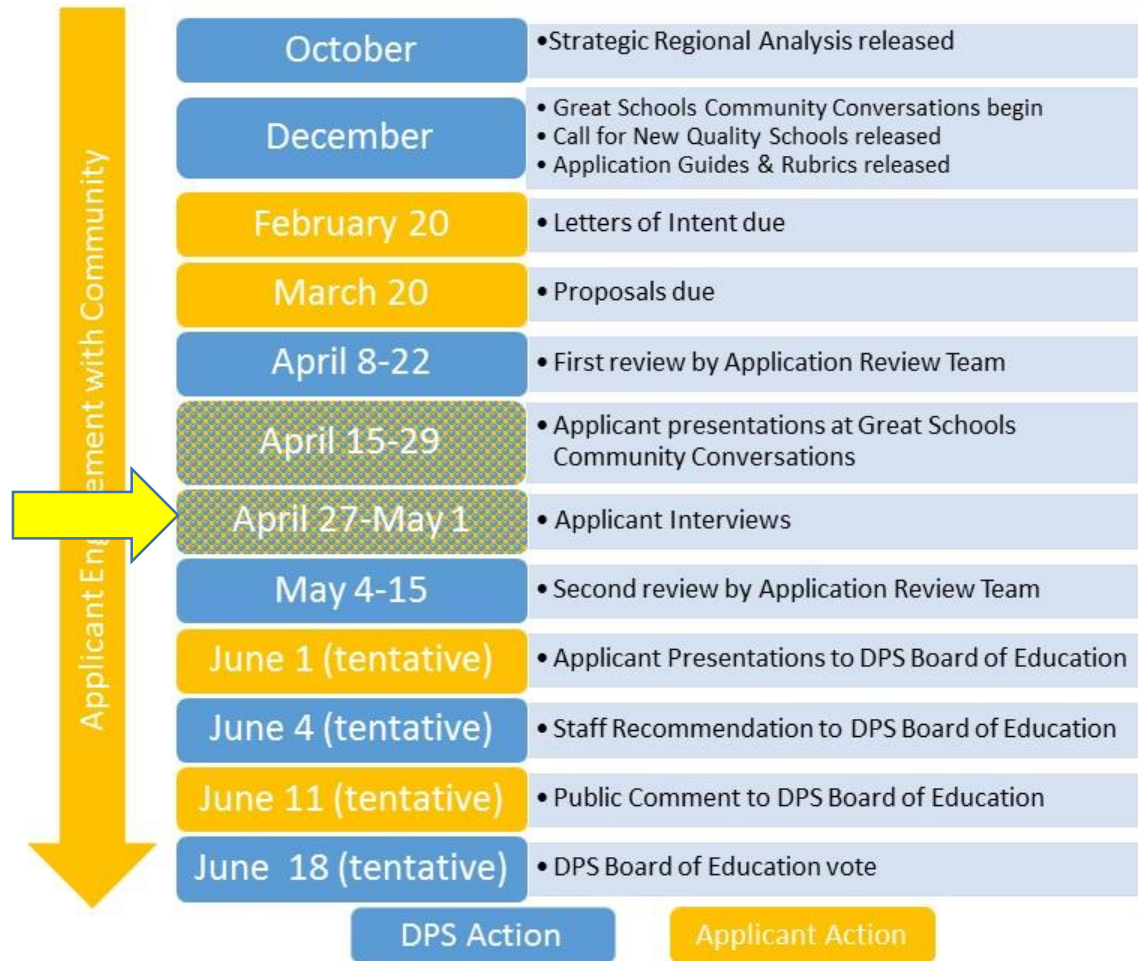 Applicant Engagement with Community
October
•Strategic Regional Analysis released
December
• Great Schools Community Conversations begin
• Call for New Quality Schools released
• Application Guides & Rubrics released
February 20
• Letters of Intent due
March 20
• Proposals due
April 8-22
• First review by Application Review Team
April 15-29
• Applicant presentations at Great Schools
Community Conversations
April 27-May 1
• Applicant Interviews
May 4-15
• Second review by Application Review Team
June 1 (tentative)
• Applicant Presentations to DPS Board of Education
June 4 (tentative)
• Staff Recommendation to DPS Board of Education
June 11 (tentative)
• Public Comment to DPS Board of Education
June 18 (tentative)
• DPS Board of Education vote
DPS Action
Applicant Action